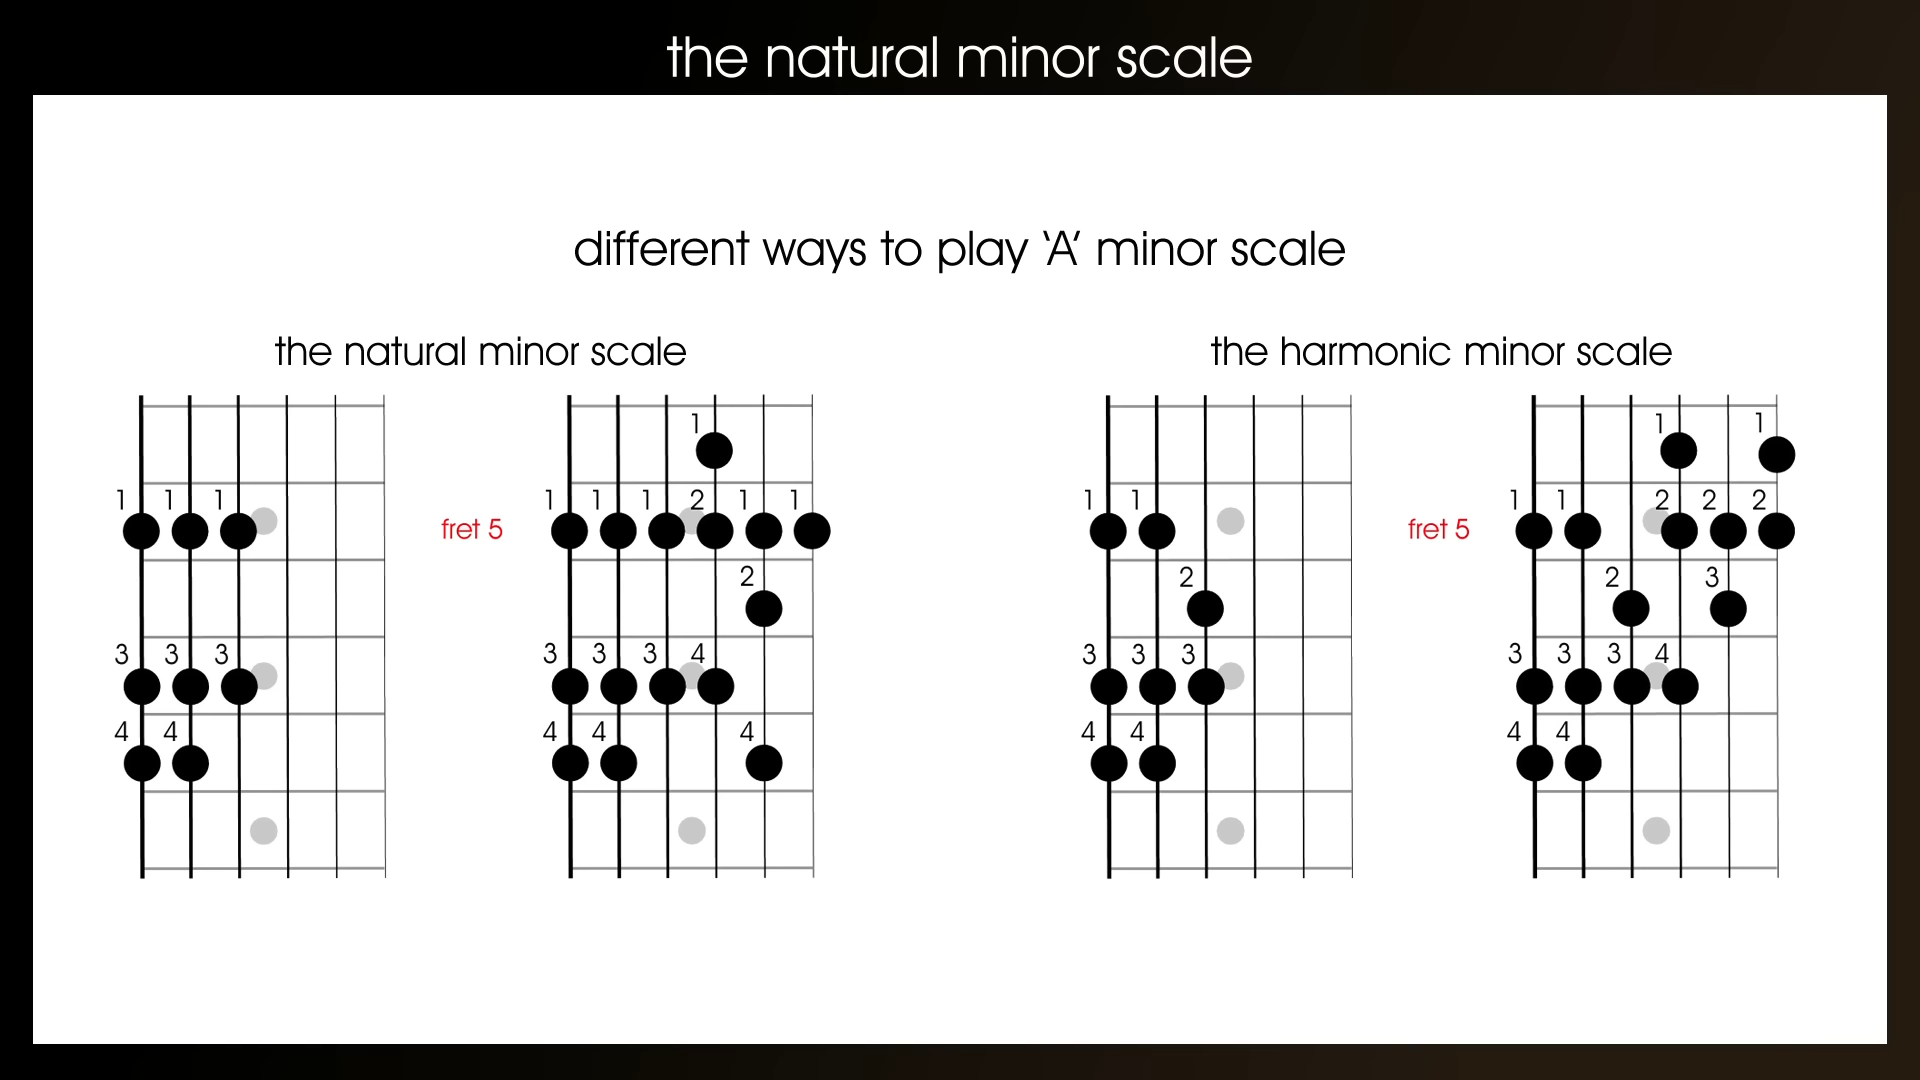 the natural minor scale
different ways to play ‘A’ minor scale
the natural minor scale
the harmonic minor scale
1
1 1
1 1 1
fret 5
1 1 1 2 1 1
1 1
fret 5
1 1 2 2 2
2
2
2 3
3 3 3
3 3 3 4
3 3 3
3 3 3 4
4 4
4 4 4
4 4
4 4